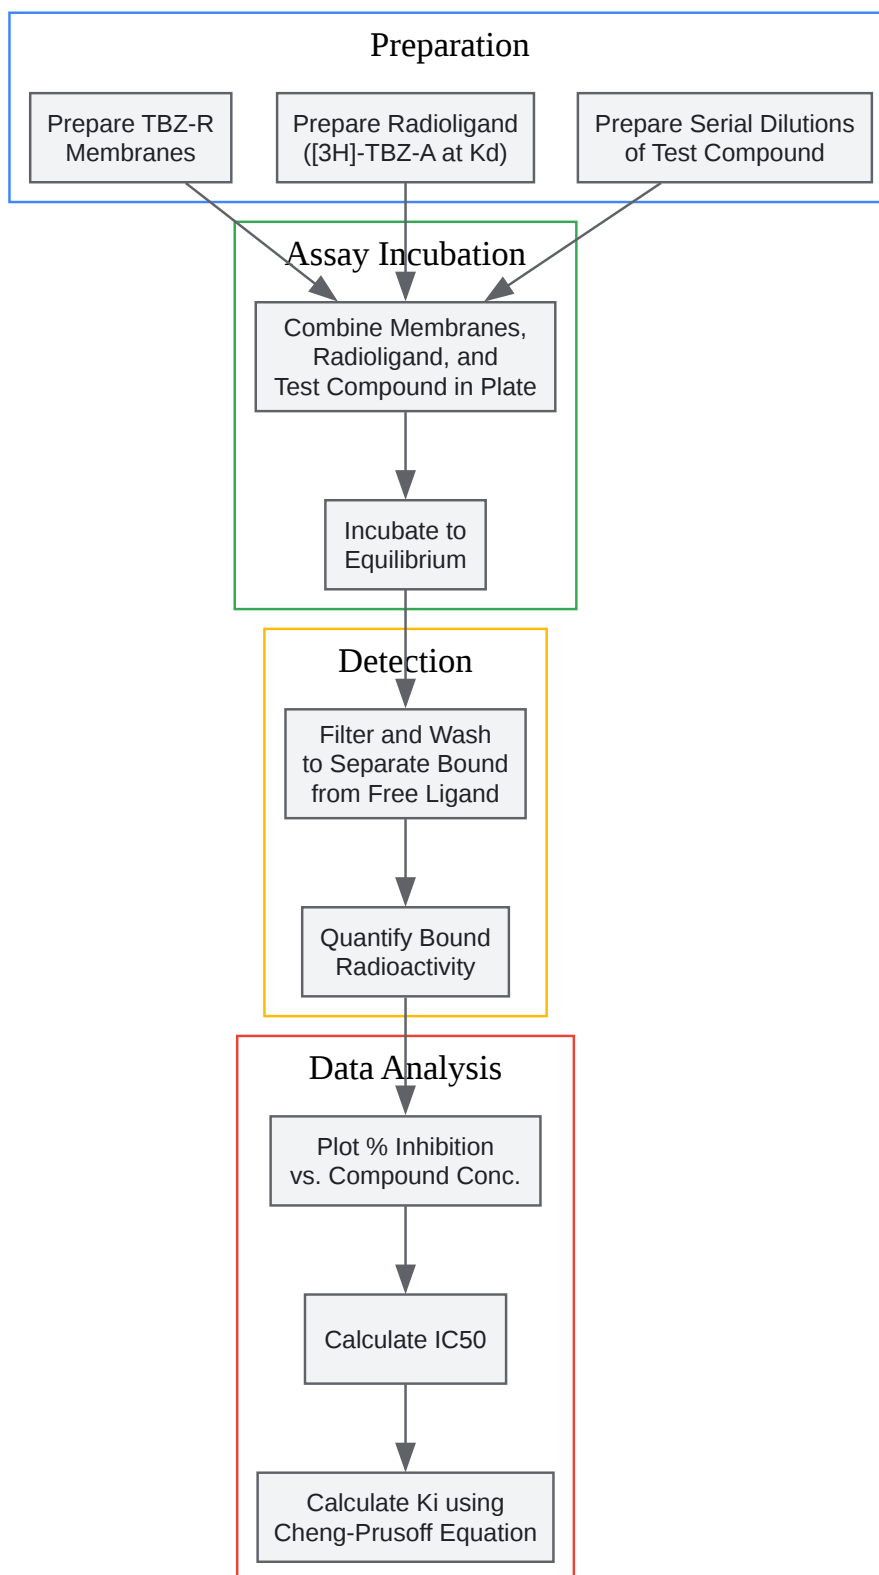 Preparation
Prepare TBZ-R
Membranes
Prepare Radioligand
([3H]-TBZ-A at Kd)
Prepare Serial Dilutions
of Test Compound
Assay Incubation
Combine Membranes,
Radioligand, and
Test Compound in Plate
Incubate to
Equilibrium
Detection
Filter and Wash
to Separate Bound
from Free Ligand
Quantify Bound
Radioactivity
Data Analysis
Plot % Inhibition
vs. Compound Conc.
Calculate IC50
Calculate Ki using
Cheng-Prusoff Equation